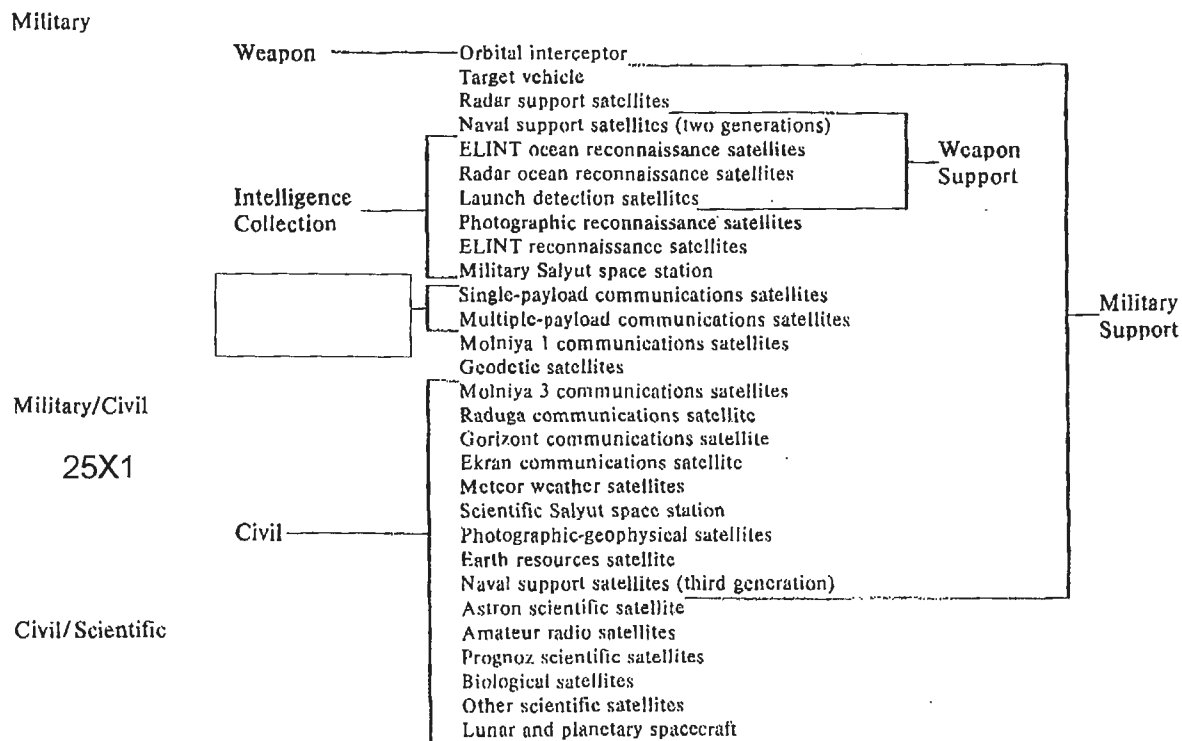 Military
Weapon
Orbital interceptor
Target vehicle
Radar support satellites
Naval support satellites (two generations)
ELINT ocean reconnaissance satellites
Radar ocean reconnaissance satellites
Launch detection satellites
Weapon
Support
Intelligence
Collection
Photographic reconnaissance satellites
ELINT reconnaissance satellites
Military Salyut space station
Single-payload communications satellites
Multiple-payload communications satellites
Molniya 1 communications satellites
Geodetic satellites
Military
Support
Military/Civil
25X1
Molniya 3 communications satellites
Raduga communications satellite
Gorizont communications satellite
Ekran communications satellite
Meteor weather satellites
Scientific Salyut space station
Civil
Photographic-geophysical satellites
Earth resources satellite
Naval support satellites (third generation)
Civil/Scientific
Astron scientific satellite
Amateur radio satellites
Prognoz scientific satellites
Biological satellites
Other scientific satellites
Lunar and planetary spacecraft